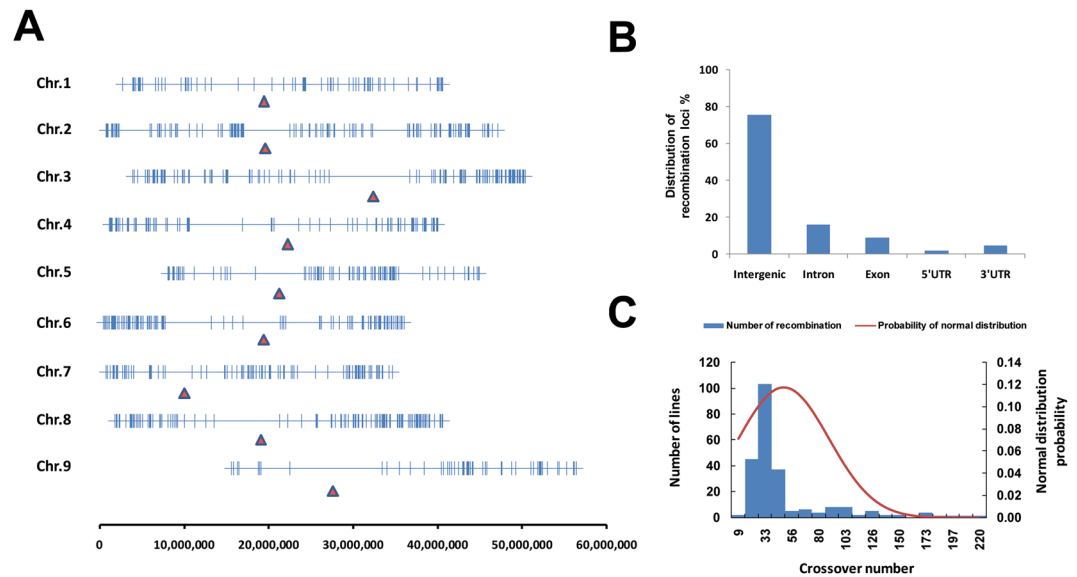 A
Chr.1
Chr.2
Chr.3
Chr.4
Chr.5
Chr.6
Chr.7
Chr.8
Chr.9
0 10,000,000 20,000,000 30,000,000 40,000,000 50,000,000 60,000,000
B
Distribution of
recombination loci %
100
80
60
40
20
0
Intergenic Intron Exon 5'UTR 3'UTR
C
Number of recombination Probability of normal distribution
Number of lines
120
100
80
60
40
20
0
0.14
0.12
0.10
0.08
0.06
0.04
0.02
0.00
Normal distribution
probability
9 33 56 80 103 126 150 173 197 220
Crossover number